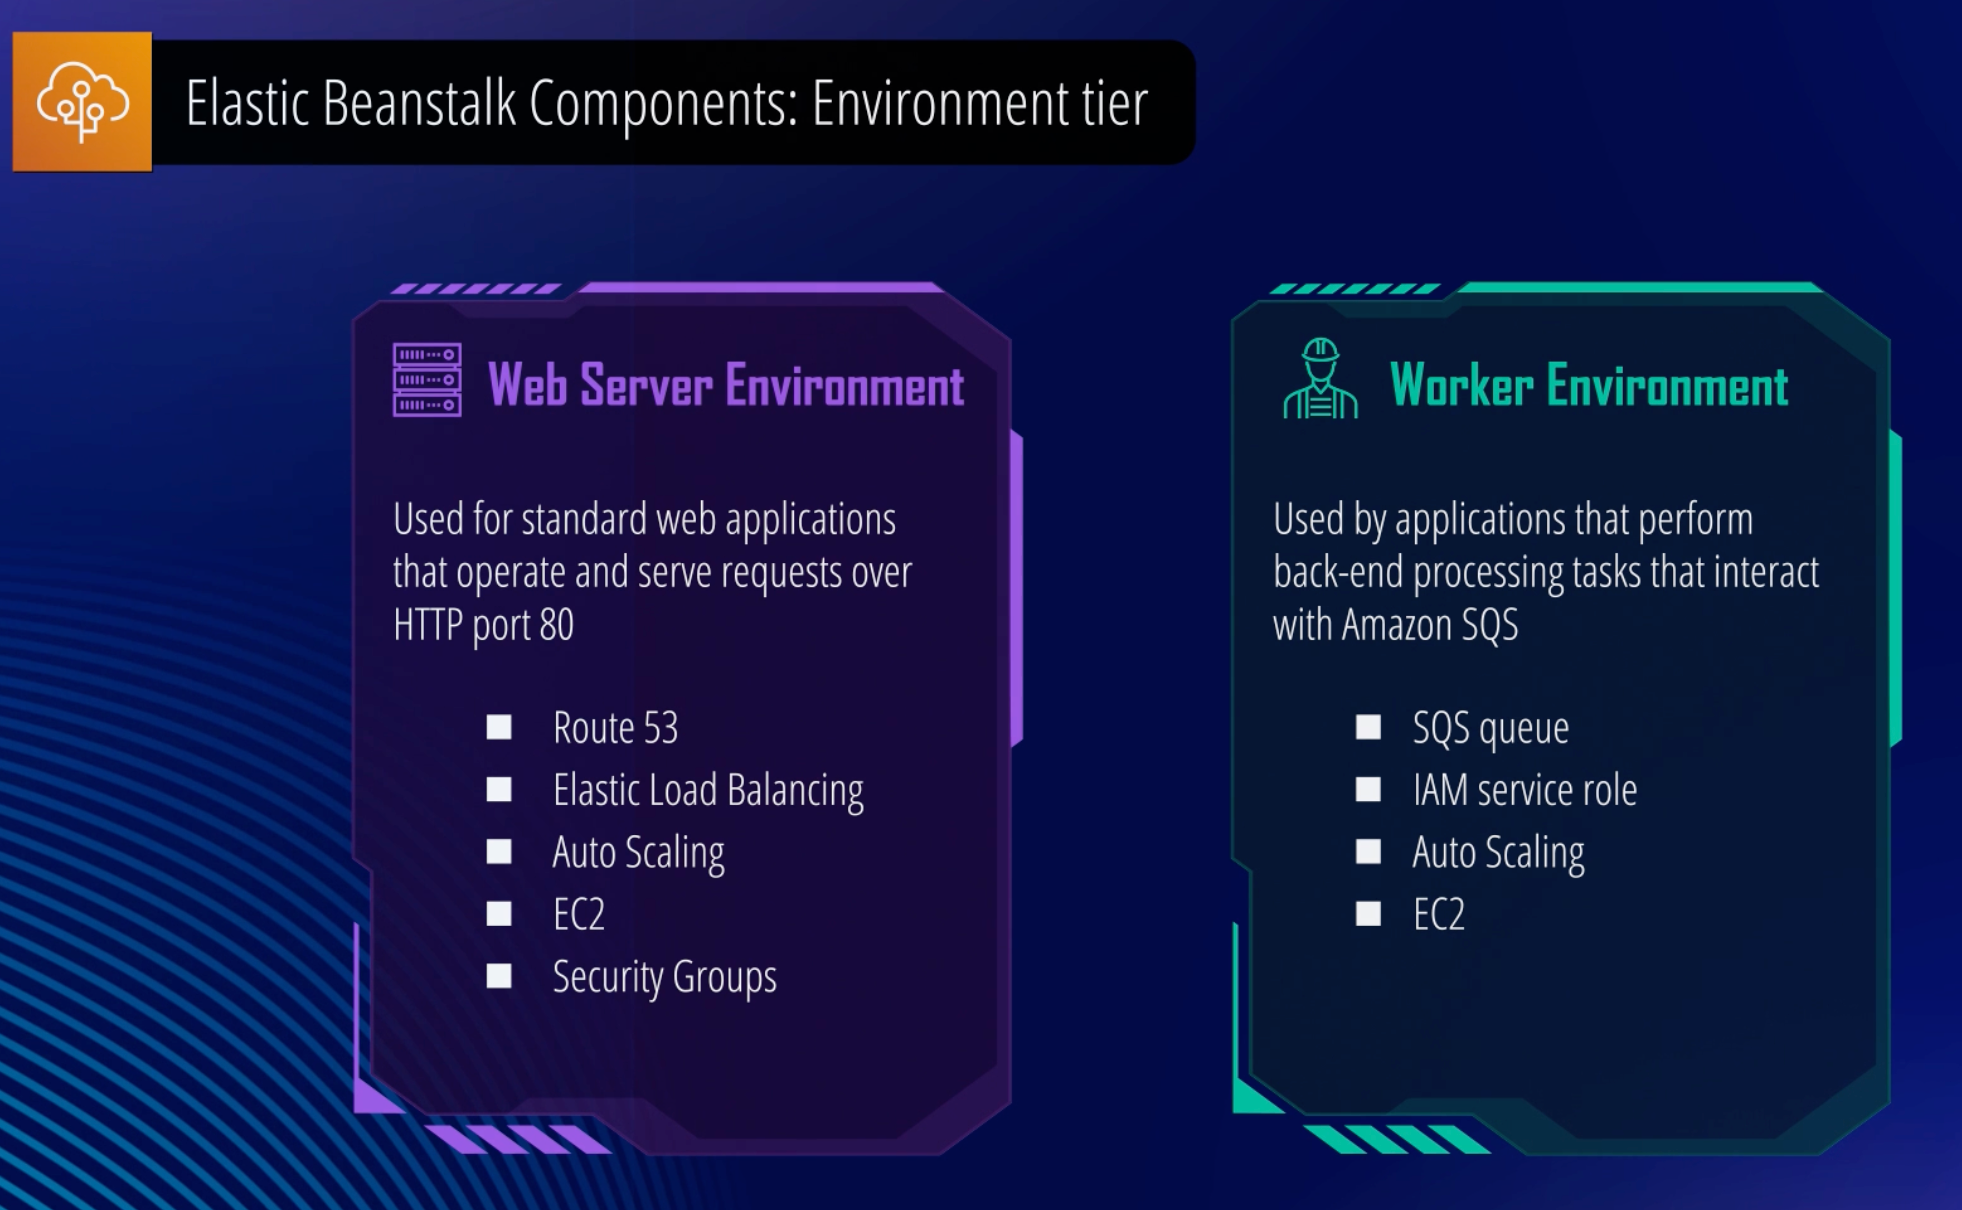 Elastic Beanstalk Components: Environment tier
Web Server Environment
Used for standard web applications
that operate and serve requests over
HTTP port 80
Route 53
Elastic Load Balancing
Auto Scaling
EC2
Security Groups
Worker Environment
Used by applications that perform
back-end processing tasks that interact
with Amazon SQS
SQS queue
IAM service role
Auto Scaling
EC2